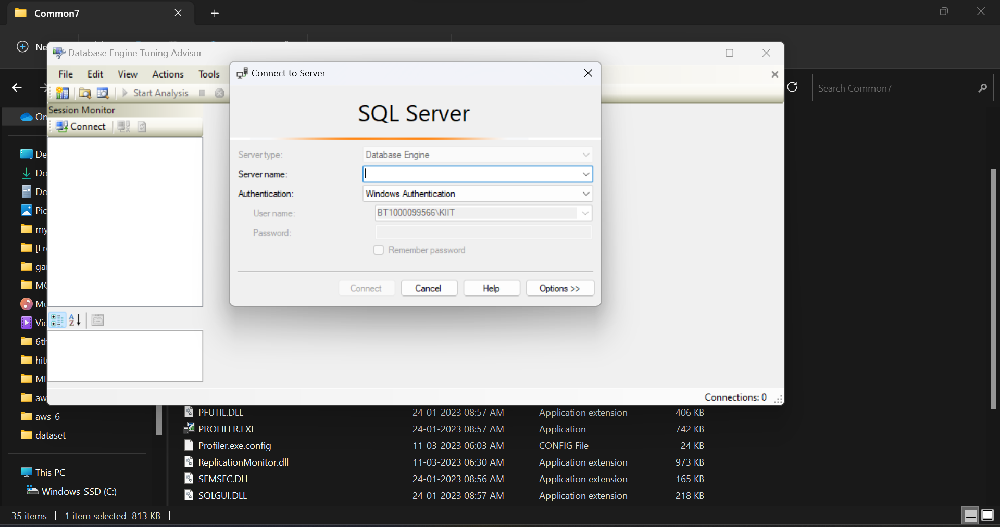 Common7
Ne
Database Engine Tuning Advisor
File Edit View Actions Tools
Connect to Server
Search Common7
Start Analysis
Session Monitor
Connect
SQL Server
Server type: Database Engine
Server name:
Authentication: Windows Authentication
User name: BT1000099566\KIIT
Password:
Remember password
Connect Cancel Help Options >>
On
De
Do
Do
Pic
my
[Fr
ga
MC
Mu
Vic
6th
hit
ML
aw
aws-6
dataset
This PC
Windows-SSD (C:)
Connections: 0
PFUTIL.DLL 24-01-2023 08:57 AM Application extension 406 KB
PROFILER.EXE 24-01-2023 08:57 AM Application 742 KB
Profiler.exe.config 11-03-2023 06:03 AM CONFIG File 24 KB
ReplicationMonitor.dll 11-03-2023 06:30 AM Application extension 973 KB
SEMSFC.DLL 24-01-2023 08:56 AM Application extension 165 KB
SQLGUI.DLL 24-01-2023 08:57 AM Application extension 218 KB
35 items 1 item selected 813 KB